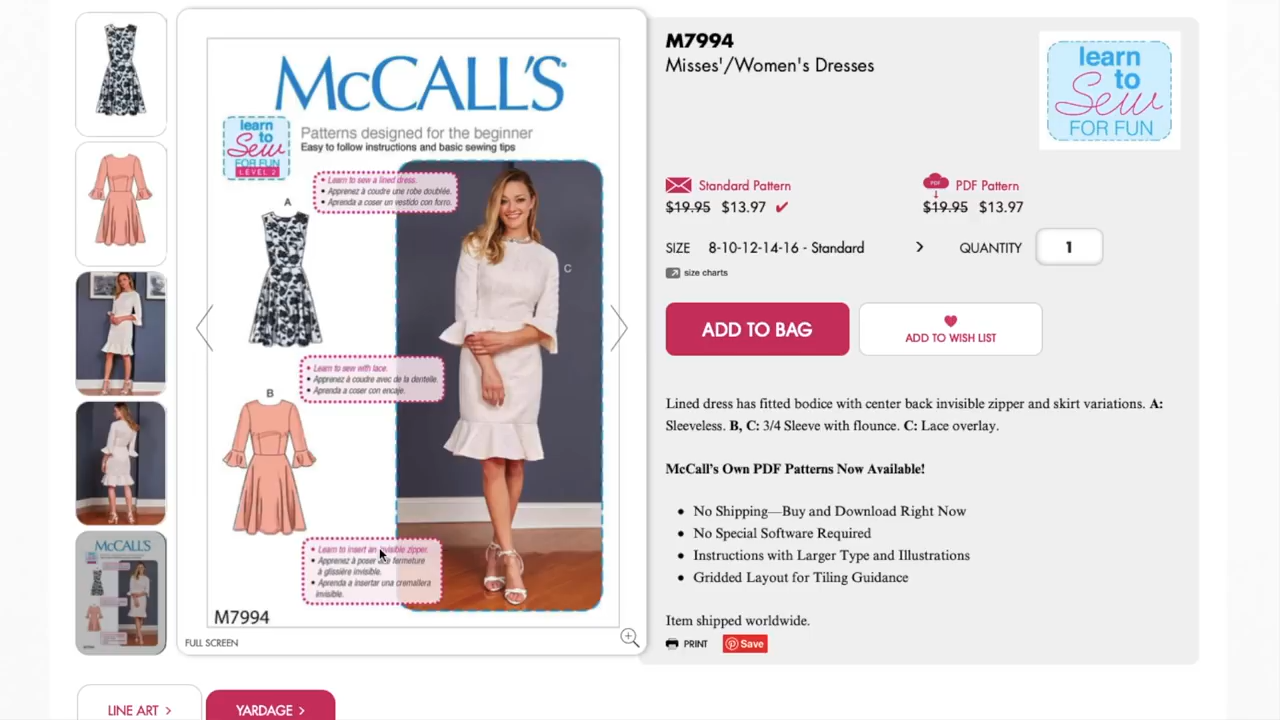 McCALL'S
learn
to
Sew
FOR FUN
LEVEL 2
Patterns designed for the beginner
Easy to follow instructions and basic sewing tips
• Learn to sew a lined dress.
• Apprenez à coudre une robe doublée.
• Aprenda a coser un vestido con forro.
A
C
• Learn to sew with lace.
• Apprenez à coudre avec de la dentelle.
• Aprenda a coser con encaje.
B
• Learn to insert an invisible zipper.
• Apprenez à poser une fermeture
à glissière invisible.
• Aprenda a insertar una cremallera
invisible.
M7994
FULL SCREEN
McCALL'S
M7994
Misses'/Women's Dresses
learn
to
Sew
FOR FUN
Standard Pattern
$19.95 $13.97 ✔
PDF
PDF Pattern
$19.95 $13.97
SIZE 8-10-12-14-16 - Standard > QUANTITY 1
size charts
ADD TO BAG
ADD TO WISH LIST
Lined dress has fitted bodice with center back invisible zipper and skirt variations. A:
Sleeveless. B, C: 3/4 Sleeve with flounce. C: Lace overlay.
McCall's Own PDF Patterns Now Available!
• No Shipping—Buy and Download Right Now
• No Special Software Required
• Instructions with Larger Type and Illustrations
• Gridded Layout for Tiling Guidance
Item shipped worldwide.
PRINT Save
LINE ART >
YARDAGE >